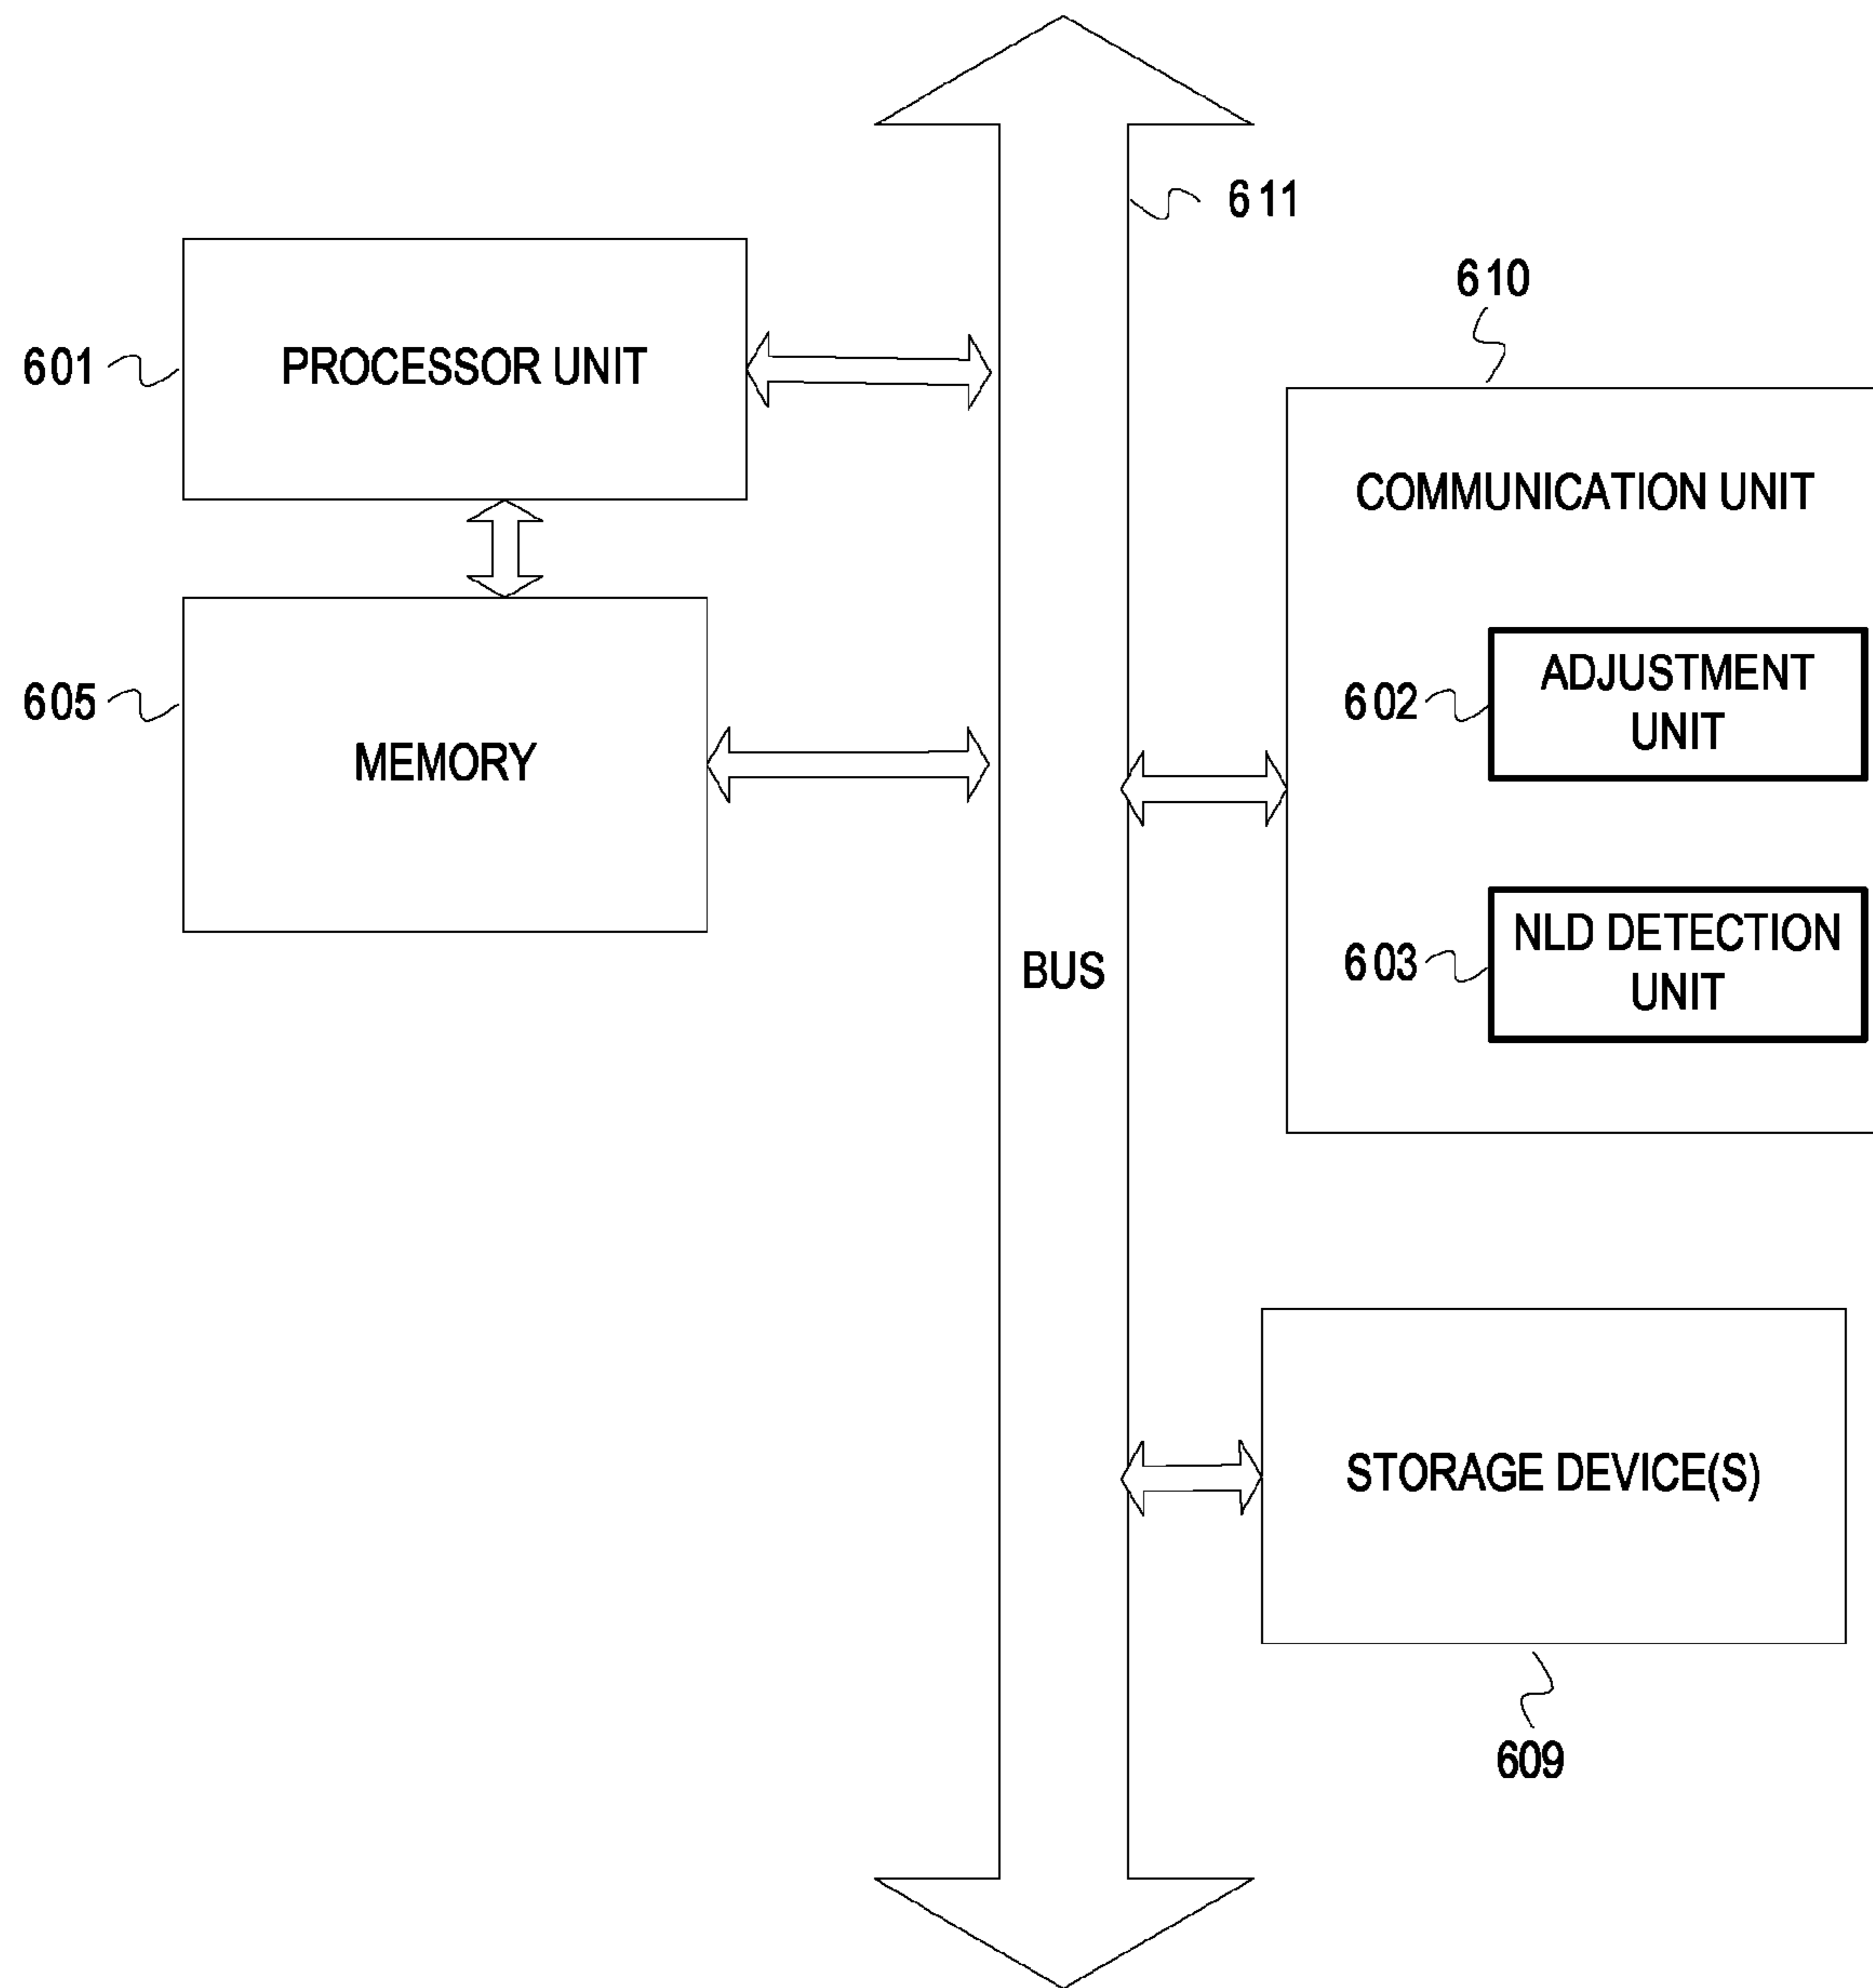 611
610
601
PROCESSOR UNIT
COMMUNICATION UNIT
605
MEMORY
602
ADJUSTMENT
UNIT
603
NLD DETECTION
UNIT
BUS
STORAGE DEVICE(S)
609